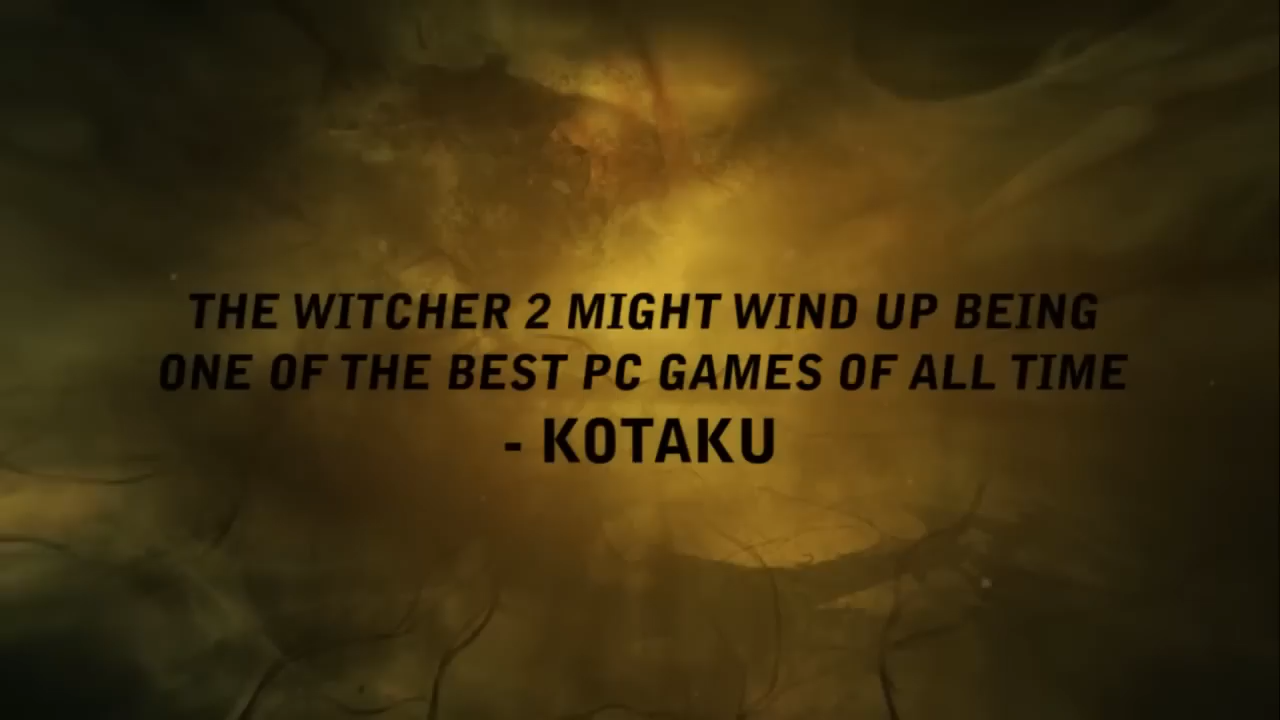 THE WITCHER 2 MIGHT WIND UP BEING
ONE OF THE BEST PC GAMES OF ALL TIME
- KOTAKU